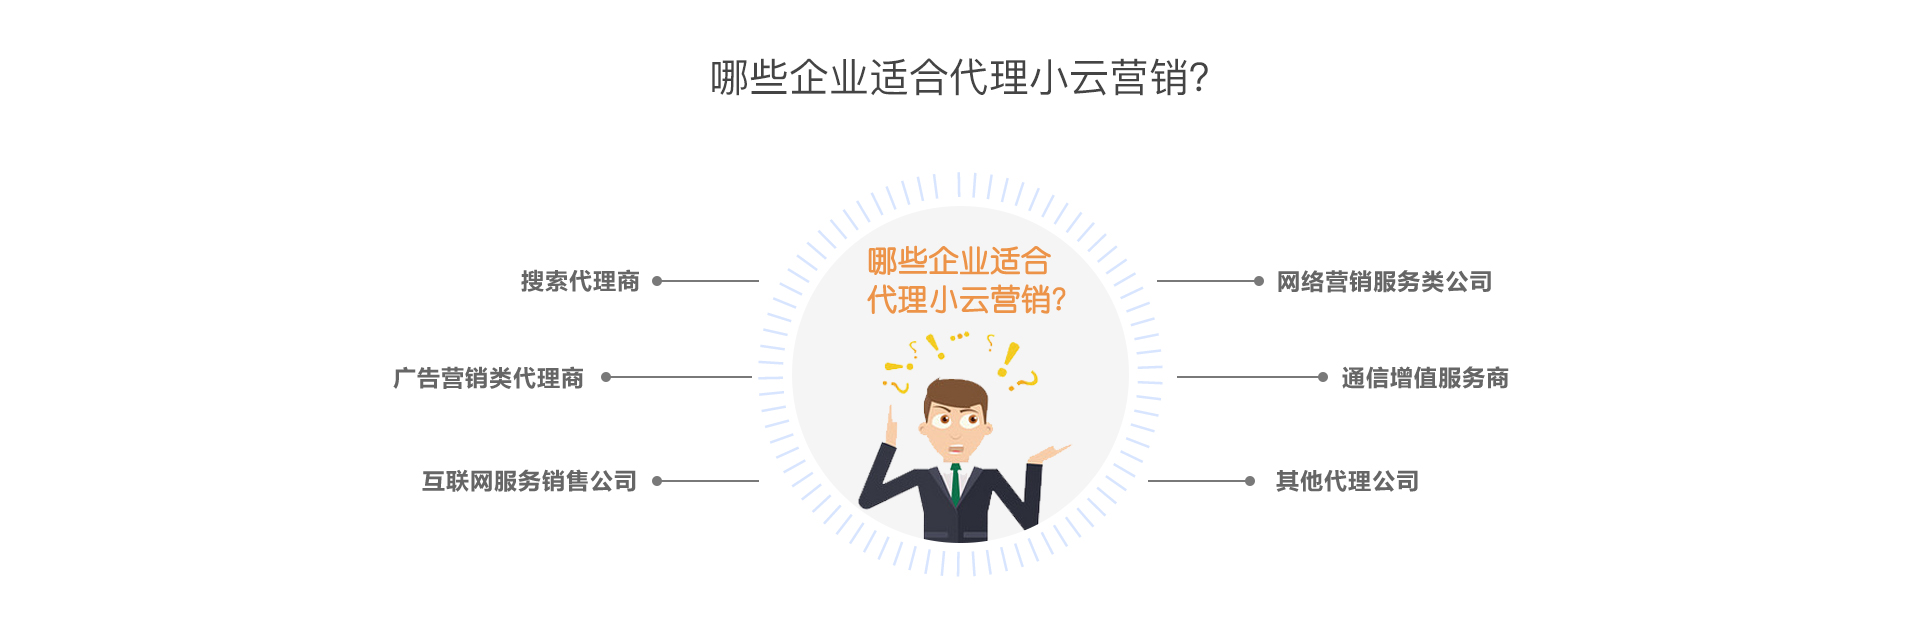 哪些企业适合代理小云营销?
哪些企业适合
代理小云营销?
搜索代理商
广告营销类代理商
互联网服务销售公司
网络营销服务类公司
通信增值服务商
其他代理公司